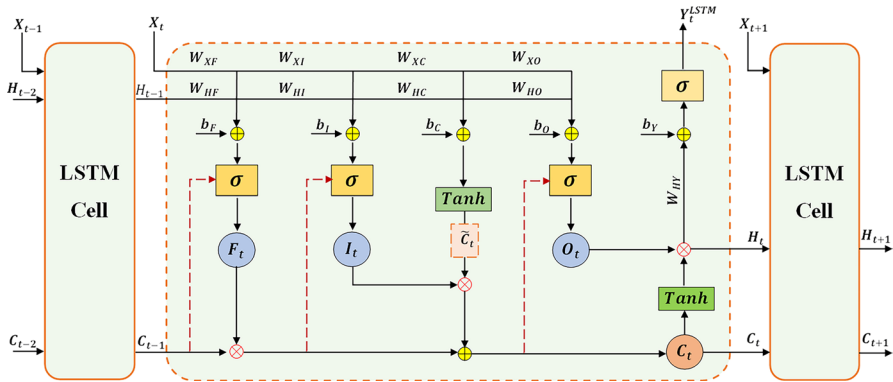 X_{t-1}
X_t
Y_t^{LSTM}
X_{t+1}
W_{XF} W_{XI} W_{XC} W_{XO}
σ
H_{t-2}
H_{t-1}
W_{HF} W_{HI} W_{HC} W_{HO}
b_F b_I b_C b_O b_Y
LSTM
Cell
σ σ σ
Tanh
W_{HY}
LSTM
Cell
F_t I_t C̃_t O_t
H_t
H_{t+1}
Tanh
C_{t-2}
C_{t-1}
C_t
C_t
C_{t+1}